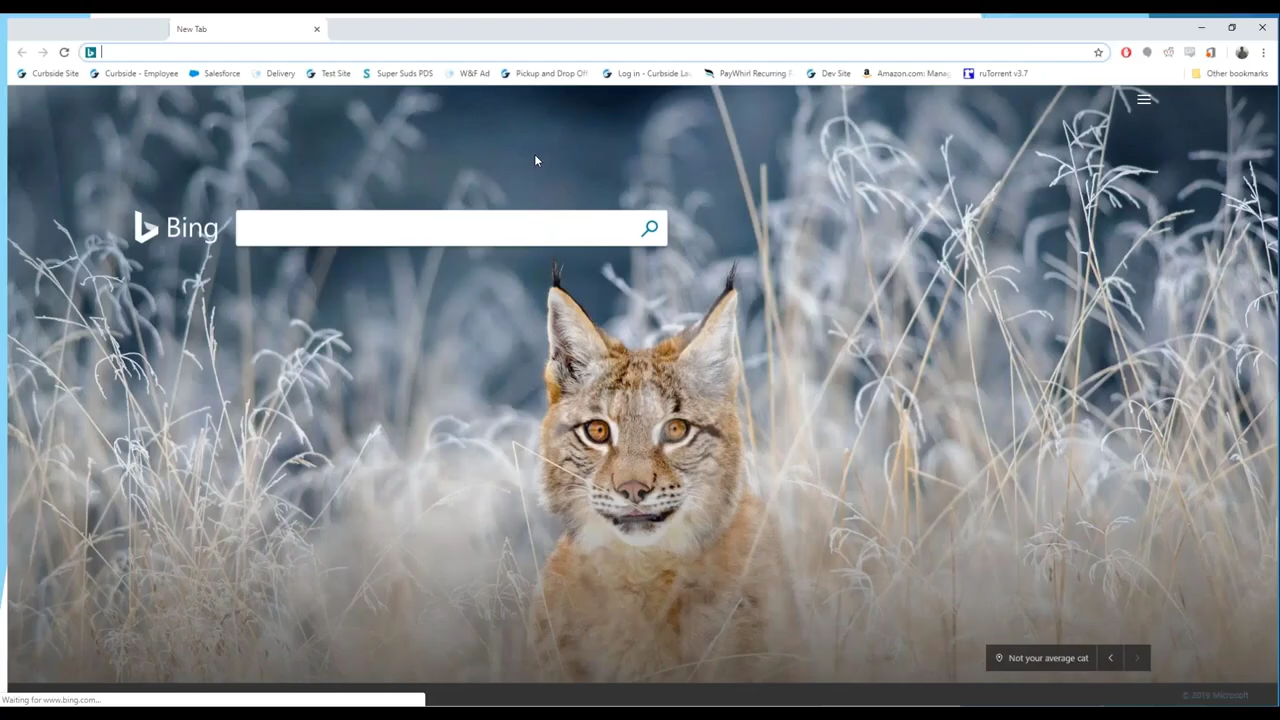 New Tab
Curbside Site
Curbside - Employee
Salesforce
Delivery
Test Site
Super Suds PDS
W&F Ad
Pickup and Drop Off
Log in - Curbside La
PayWhirl Recurring P
Dev Site
Amazon.com: Manag
ruTorrent v3.7
Other bookmarks
Bing
Not your average cat
Waiting for www.bing.com...
© 2019 Microsoft